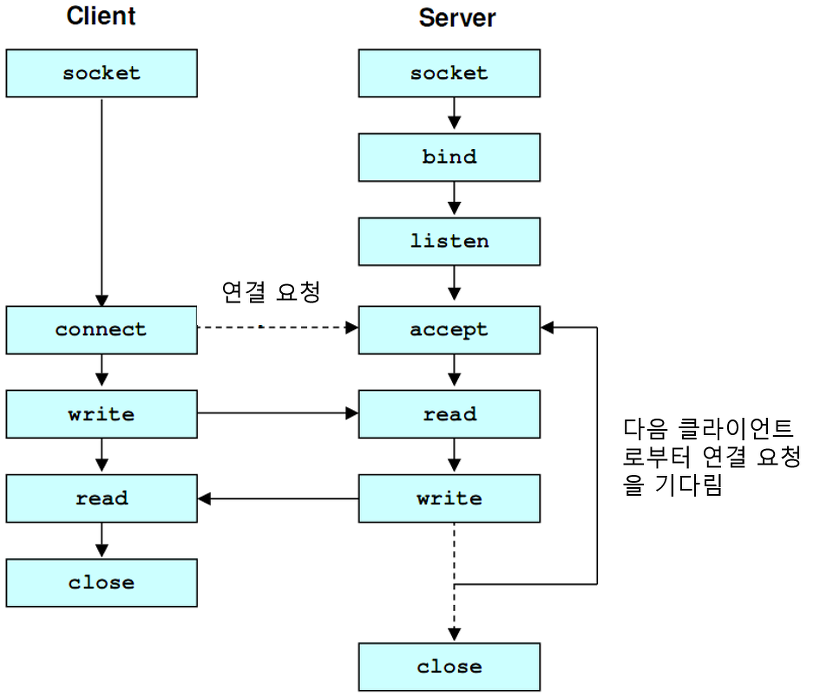 Client
Server
socket
socket
bind
listen
연결 요청
connect
accept
write
read
다음 클라이언트
로부터 연결 요청
을 기다림
read
write
close
close